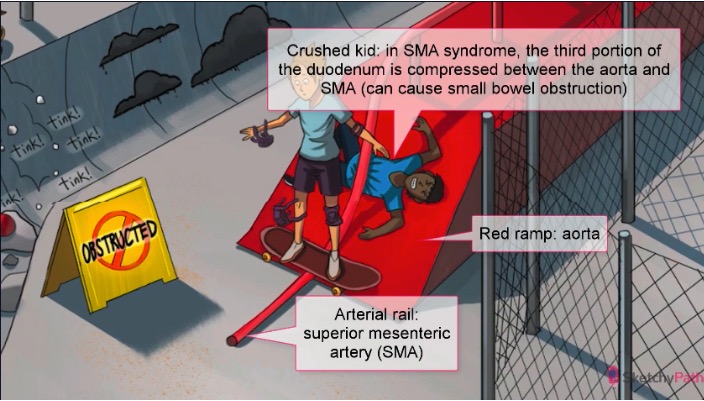 Crushed kid: in SMA syndrome, the third portion of
the duodenum is compressed between the aorta and
SMA (can cause small bowel obstruction)
tink!
tink!
tink!
tink!
tink!
OBSTRUCTED
Red ramp: aorta
Arterial rail:
superior mesenteric
artery (SMA)
SketchyPath